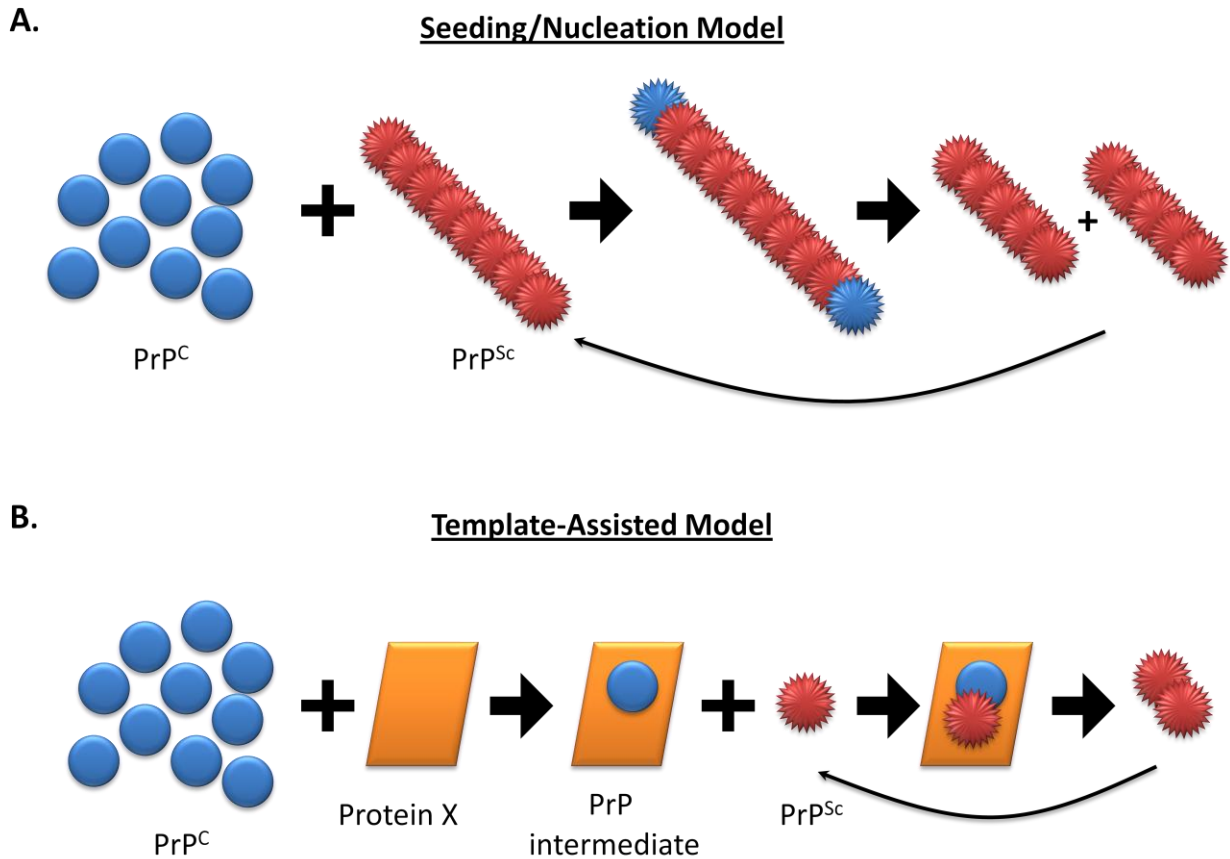 A.
Seeding/Nucleation Model
+
+
PrP^C
PrP^Sc
B.
Template-Assisted Model
+
+
Protein X
PrP
intermediate
PrP^Sc
PrP^C